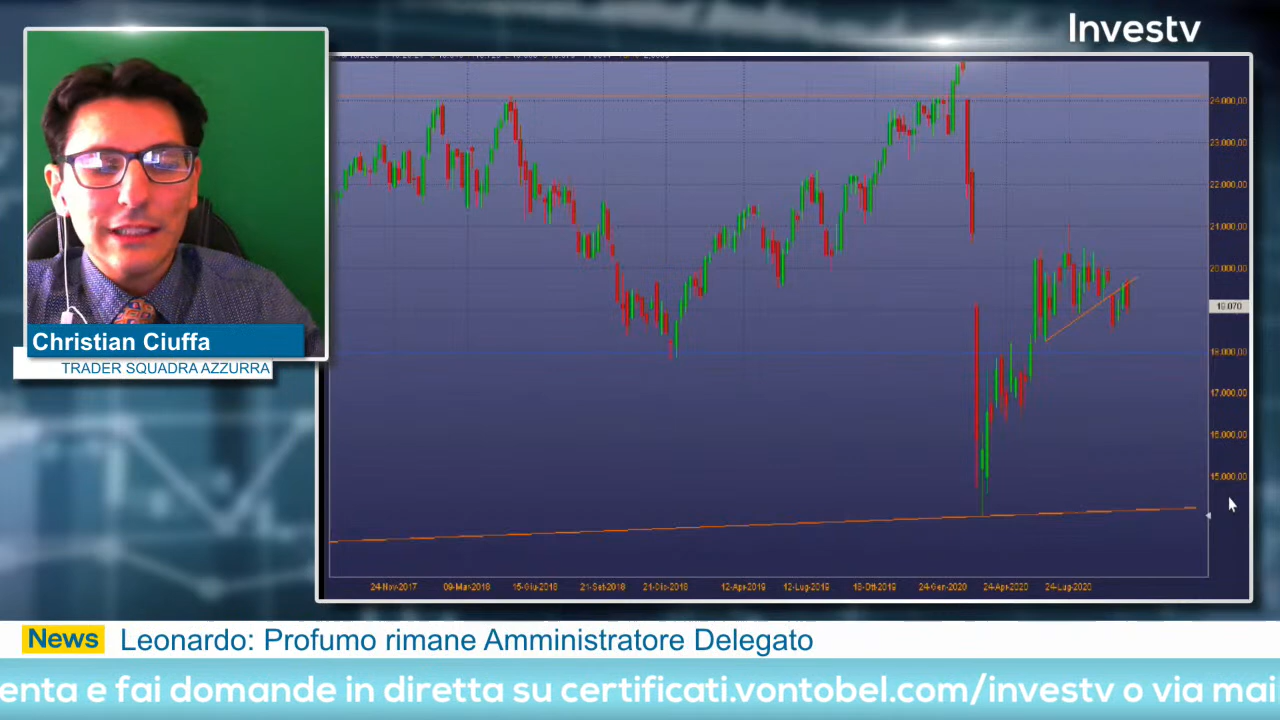 Investv
24.000,00
23.000,00
22.000,00
21.000,00
20.000,00
19.070
18.000,00
17.000,00
16.000,00
15.000,00
24-Nov-2017 09-Mar-2018 15-Giu-2018 21-Set-2018 21-Dic-2018 12-Apr-2019 12-Lug-2019 18-Ott-2019 24-Gen-2020 24-Apr-2020 24-Lug-2020
Christian Ciuffa
TRADER SQUADRA AZZURRA
News Leonardo: Profumo rimane Amministratore Delegato
enta e fai domande in diretta su certificati.vontobel.com/investv o via mai